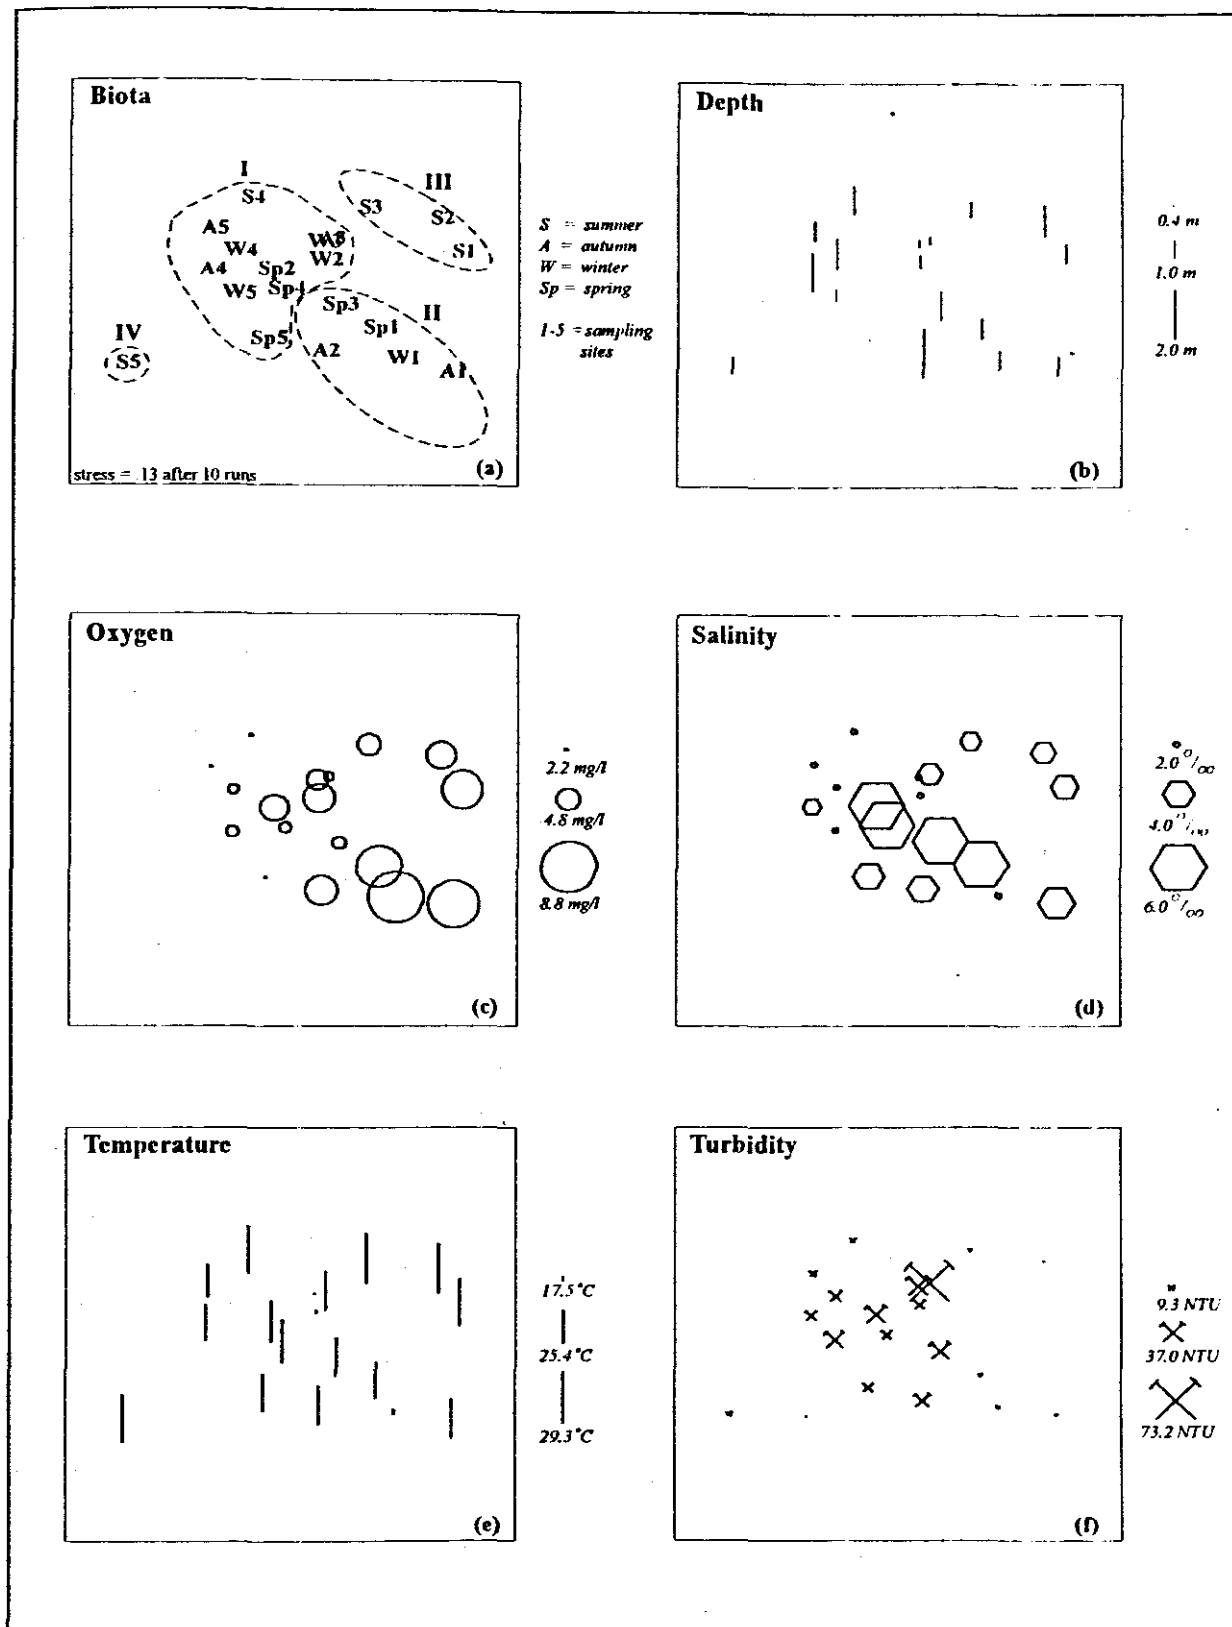 Biota
I
S4
III
S3
S2
S1
A5
W4
W3
A3
W2
A4
Sp2
W5
Sp4
Sp3
II
Sp1
Sp5
A2
W1
A1
IV
S5
stress = .13 after 10 runs
(a)
S = summer
A = autumn
W = winter
Sp = spring
1-5 = sampling
sites
Depth
0.4 m
1.0 m
2.0 m
(b)
Oxygen
2.2 mg/l
4.8 mg/l
8.8 mg/l
(c)
Salinity
2.0 °/oo
4.0 °/oo
6.0 °/oo
(d)
Temperature
17.5°C
25.4°C
29.3°C
(e)
Turbidity
9.3 NTU
37.0 NTU
73.2 NTU
(f)